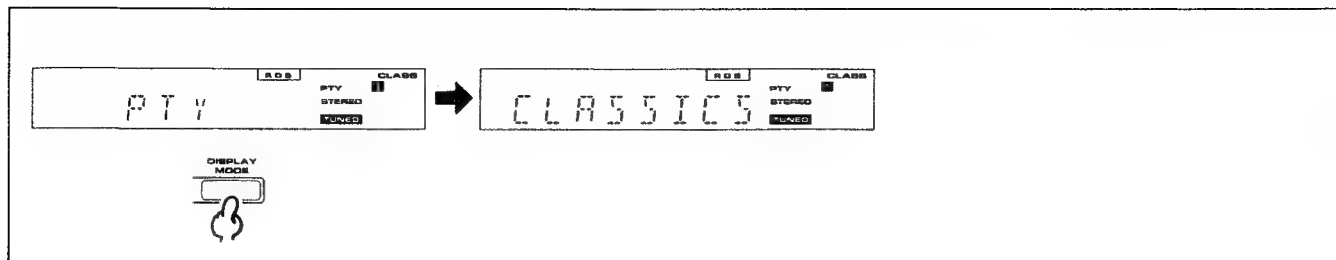 RDS CLASS
PTY
PTY
STEREO
TUNED
RDS CLASS
PTY
CLASSICS
STEREO
TUNED
DISPLAY
MODE